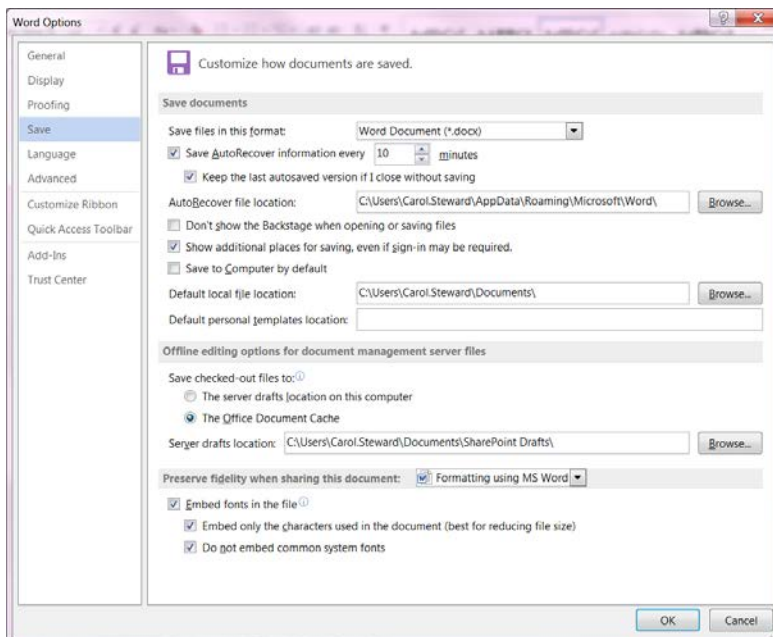 Word Options
General
Display
Proofing
Save
Language
Advanced
Customize Ribbon
Quick Access Toolbar
Add-Ins
Trust Center
Customize how documents are saved.
Save documents
Save files in this format: Word Document (*.docx)
Save AutoRecover information every 10 minutes
Keep the last autosaved version if I close without saving
AutoRecover file location: C:\Users\Carol.Steward\AppData\Roaming\Microsoft\Word\ Browse...
Don't show the Backstage when opening or saving files
Show additional places for saving, even if sign-in may be required.
Save to Computer by default
Default local file location: C:\Users\Carol.Steward\Documents\ Browse...
Default personal templates location:
Offline editing options for document management server files
Save checked-out files to:
The server drafts location on this computer
The Office Document Cache
Server drafts location: C:\Users\Carol.Steward\Documents\SharePoint Drafts\ Browse...
Preserve fidelity when sharing this document: Formatting using MS Word
Embed fonts in the file
Embed only the characters used in the document (best for reducing file size)
Do not embed common system fonts
OK Cancel